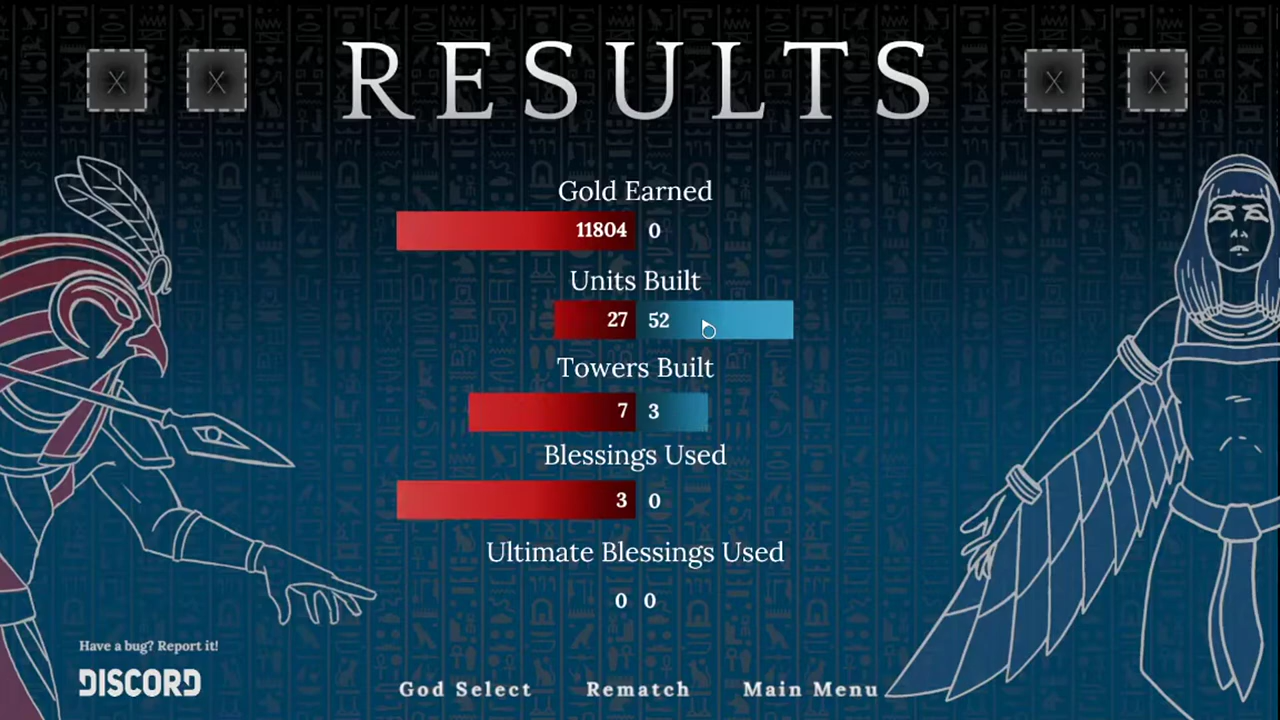 RESULTS
X X X X
Gold Earned
11804 0
Units Built
27 52
Towers Built
7 3
Blessings Used
3 0
Ultimate Blessings Used
0 0
Have a bug? Report it!
DISCORD
God Select Rematch Main Menu